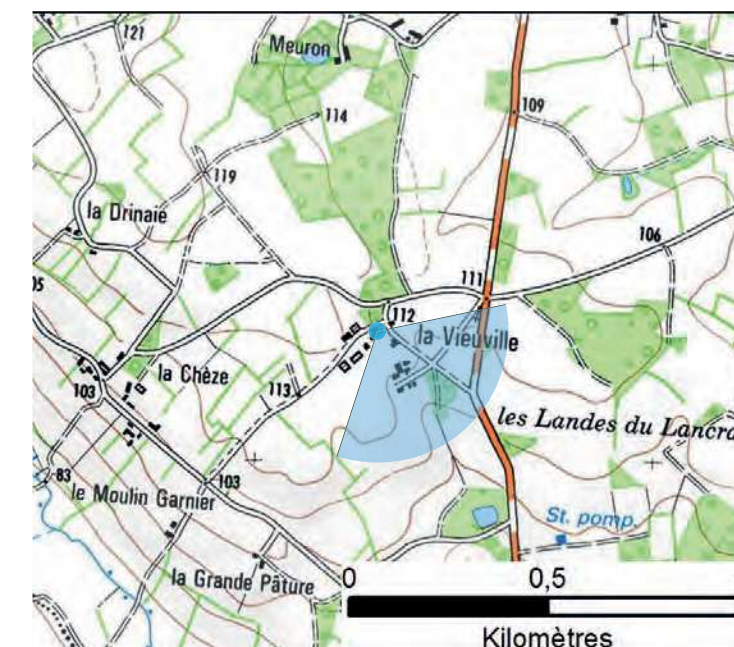 121
Meuron
109
114
119
la Drinaie
106
111
05
112
la Vieuville
la Chèze
113
103
les Landes du Lancra
83
103
le Moulin Garnier
St. pomp.
la Grande Pâture
0 0,5
Kilomètres